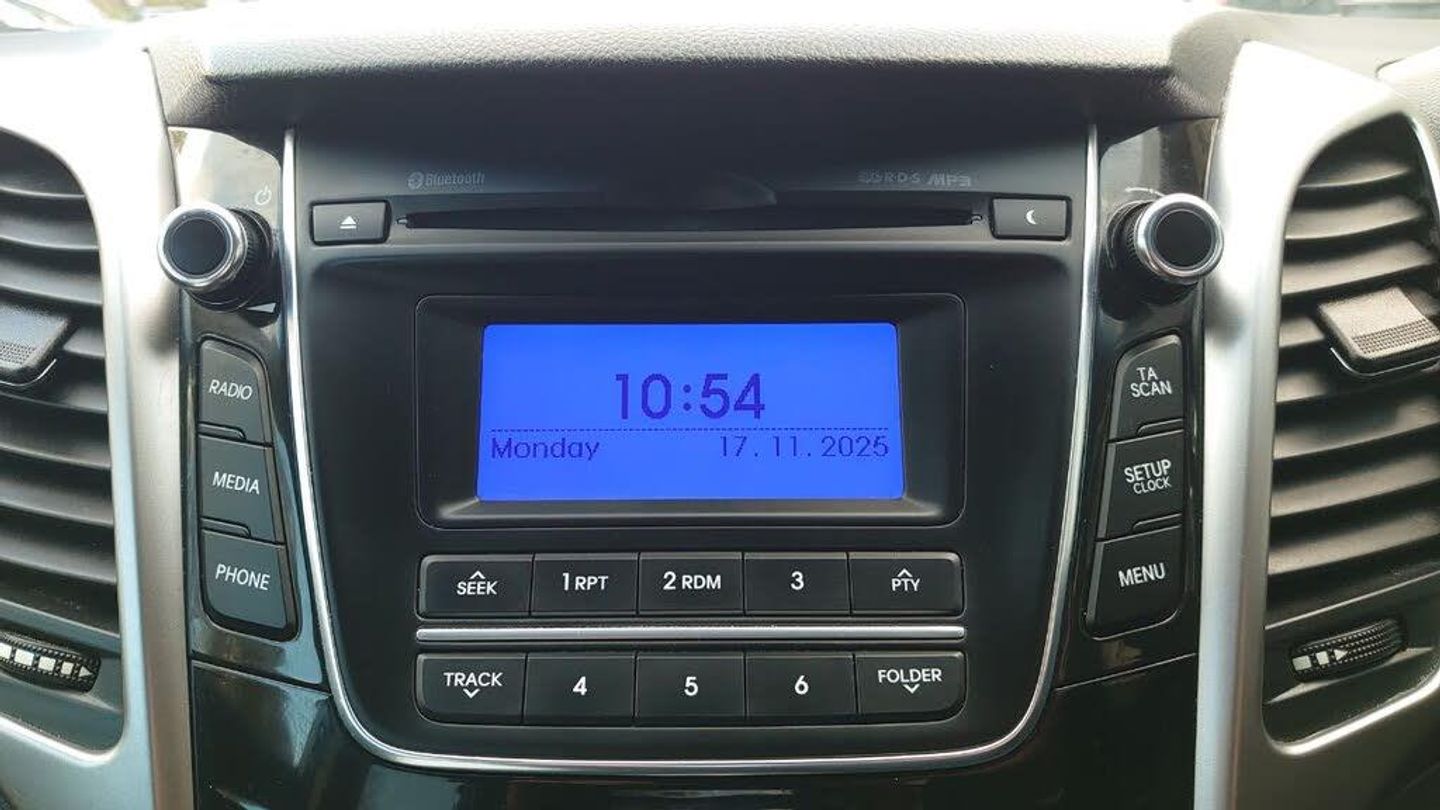 Bluetooth
RDS MP3
RADIO
MEDIA
PHONE
10:54
Monday 17.11.2025
TA
SCAN
SETUP
CLOCK
MENU
SEEK 1 RPT 2 RDM 3 PTY
TRACK 4 5 6 FOLDER